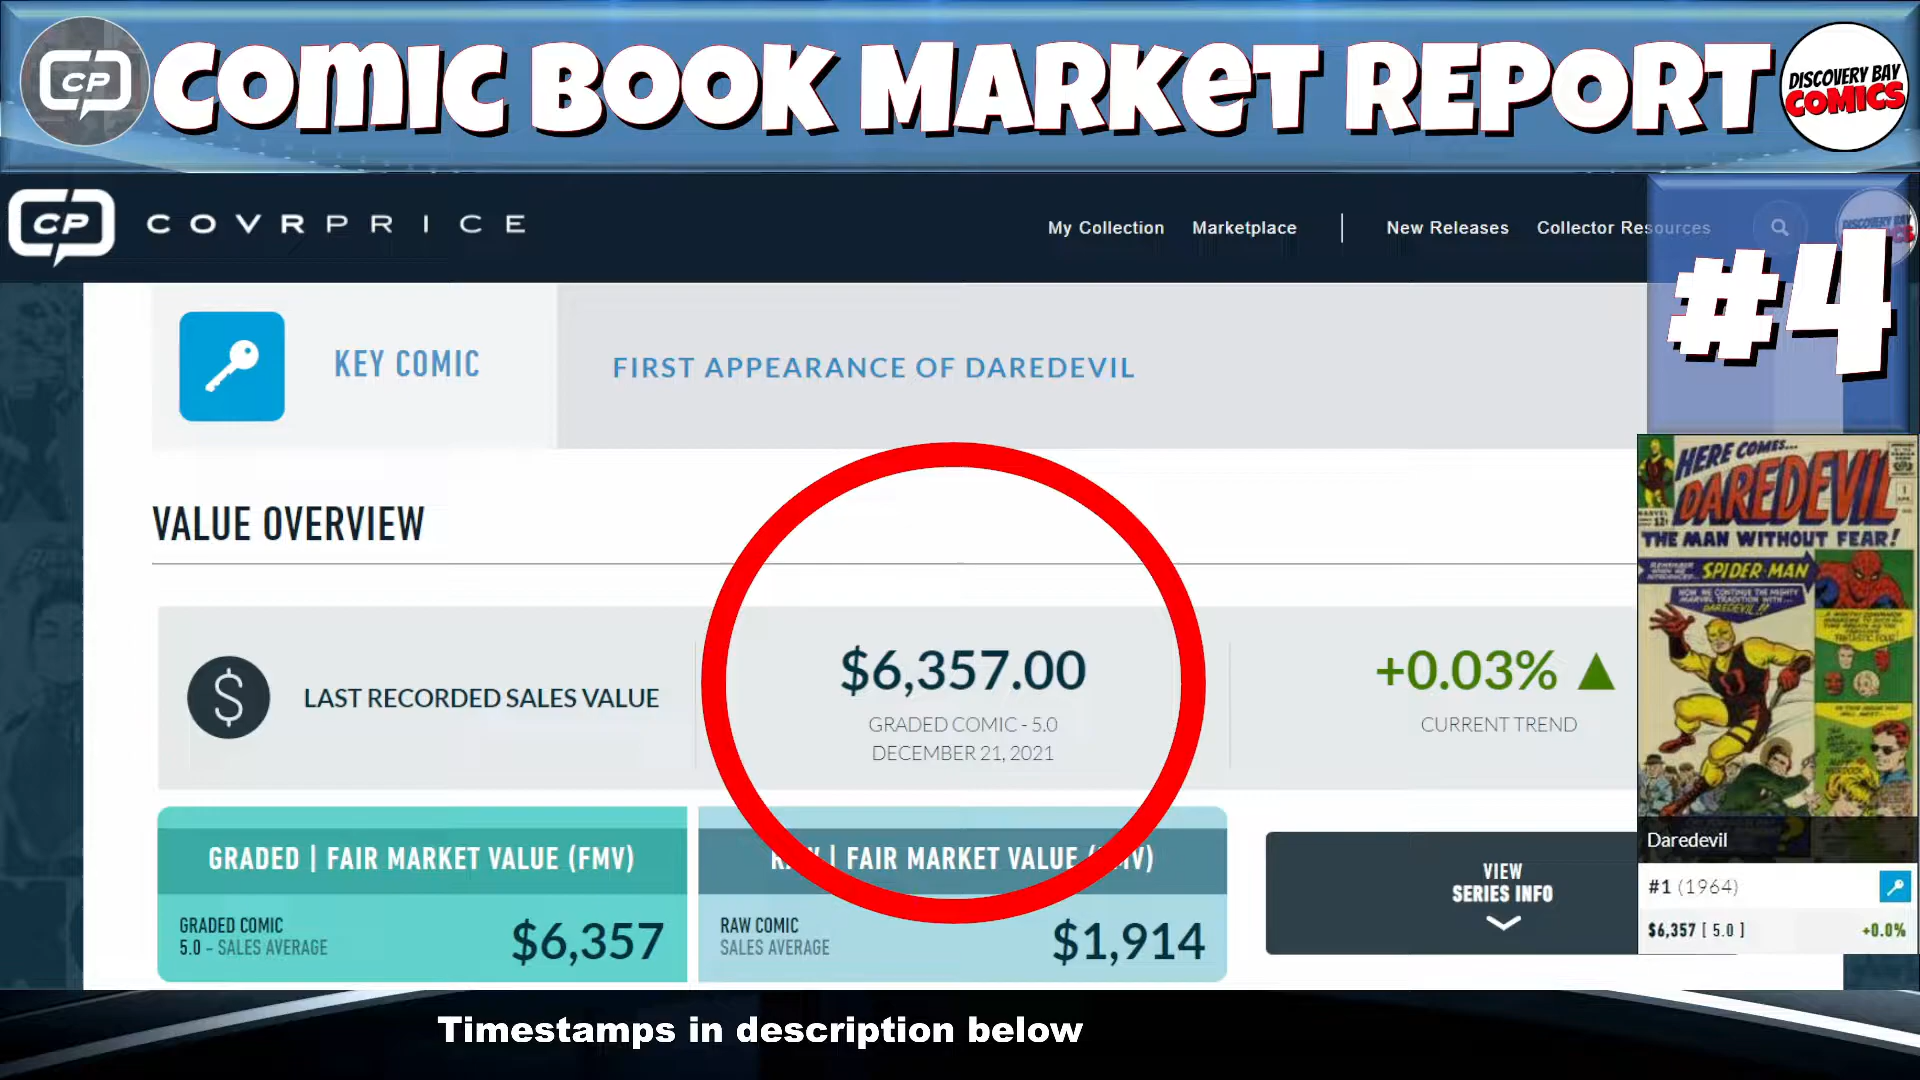 CP
COMIC BOOK MARKET REPORT
DISCOVERY BAY
COMICS
CP
COVRPRICE
My Collection
Marketplace
New Releases
Collector Resources
#4
KEY COMIC
FIRST APPEARANCE OF DAREDEVIL
VALUE OVERVIEW
$
LAST RECORDED SALES VALUE
$6,357.00
GRADED COMIC - 5.0
DECEMBER 21, 2021
+0.03%
CURRENT TREND
GRADED | FAIR MARKET VALUE (FMV)
GRADED COMIC
5.0 – SALES AVERAGE
$6,357
| FAIR MARKET VALUE
RAW COMIC
SALES AVERAGE
$1,914
VIEW
SERIES INFO
HERE COMES...
DAREDEVIL
THE MAN WITHOUT FEAR!
SPIDER-MAN
Daredevil
#1 (1964)
$6,357 [ 5.0 ]
+0.0%
Timestamps in description below